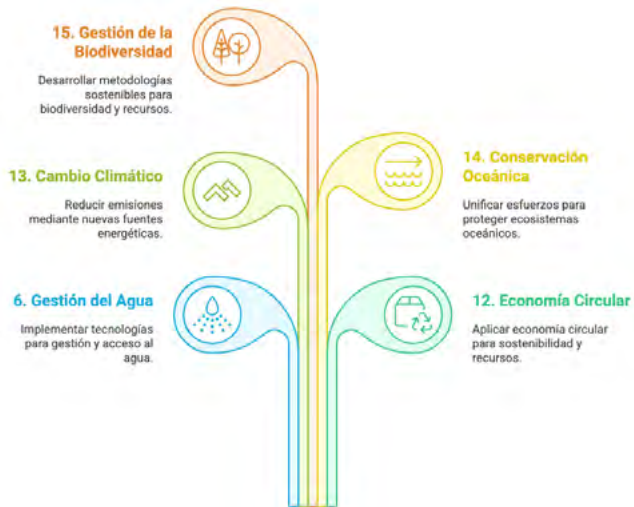 15. Gestión de la
Biodiversidad
Desarrollar metodologías
sostenibles para
biodiversidad y recursos.
14. Conservación
Oceánica
Unificar esfuerzos para
proteger ecosistemas
oceánicos.
13. Cambio Climático
Reducir emisiones
mediante nuevas fuentes
energéticas.
6. Gestión del Agua
Implementar tecnologías
para gestión y acceso al
agua.
12. Economía Circular
Aplicar economía circular
para sostenibilidad y
recursos.